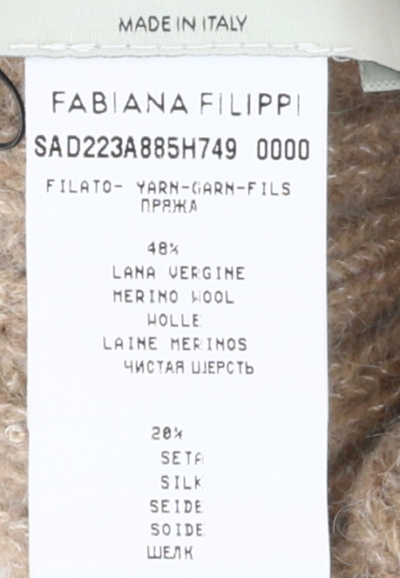 MADE IN ITALY
FABIANA FILIPPI
SAD223A885H749 0000
FILATO- YARN-GARN-FILS
ПРЯЖА
48%
LANA VERGINE
MERINO WOOL
WOLLE
LAINE MERINOS
ЧИСТАЯ ШЕРСТЬ
20%
SETA
SILK
SEIDE
SOIDE
ШЕЛК